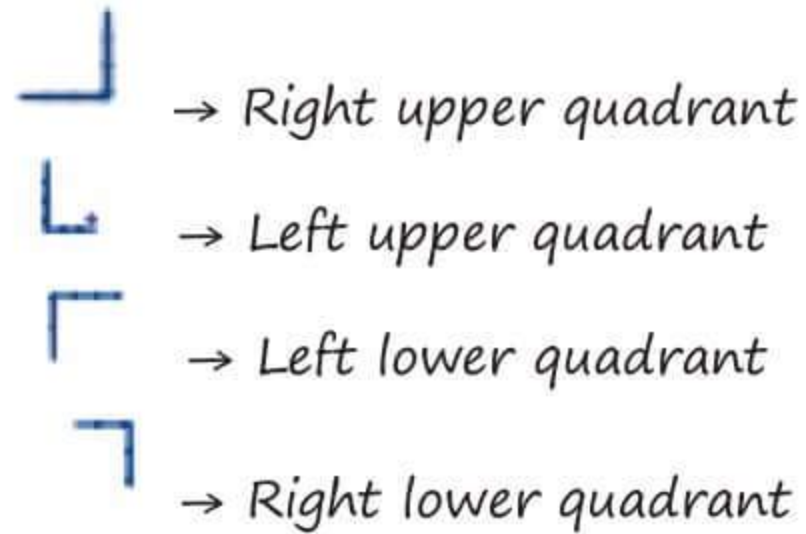 → Right upper quadrant
→ Left upper quadrant
→ Left lower quadrant
→ Right lower quadrant